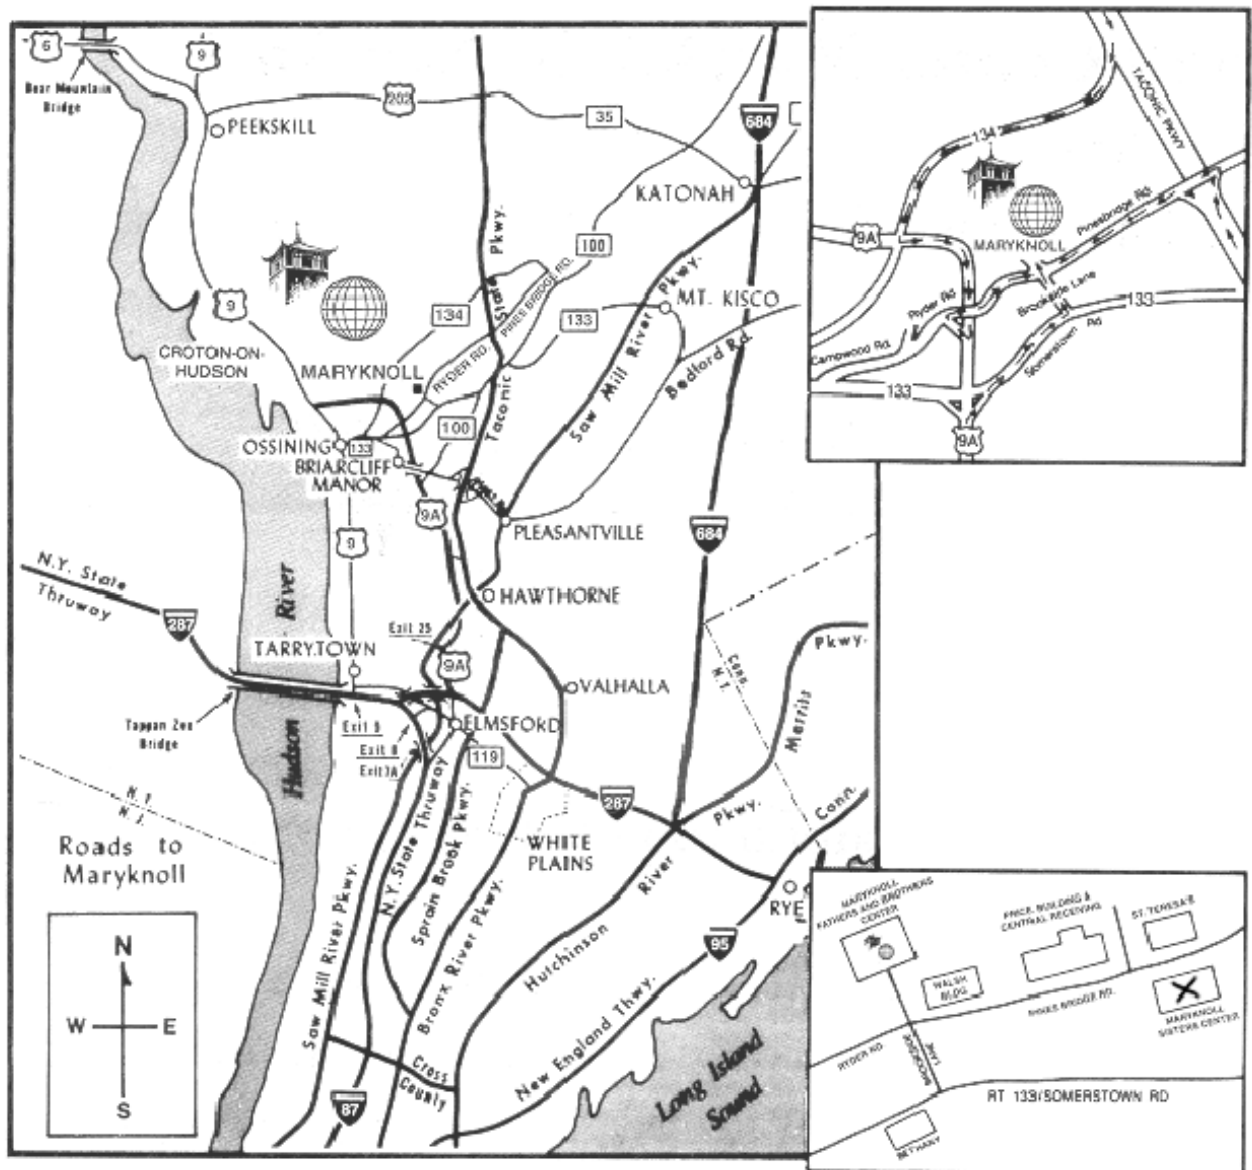 6
9
Bear Mountain
Bridge
202
PEEKSKILL
35
684
KATONAH
100
State Pkwy.
PINES BRIDGE RD.
9
134
133
MT. KISCO
CROTON-ON-
HUDSON
MARYKNOLL
RYDER RD.
Taconic
Saw Mill River Pkwy.
Bedford Rd.
100
OSSINING
133
BRIARCLIFF
MANOR
9A
9
PLEASANTVILLE
684
N.Y. State
Thruway
287
Hudson River
HAWTHORNE
Exit 25
TARRYTOWN
9A
VALHALLA
Conn.
N.Y.
Merritt
Pkwy.
Tappan Zee
Bridge
Exit 9
Exit 8
Exit 7A
ELMSFORD
119
287
Pkwy.
Conn.
N.Y.
N.J.
WHITE
PLAINS
Roads to
Maryknoll
N
W E
S
Saw Mill River Pkwy.
N.Y. State Thruway
Sprain Brook Pkwy.
Bronx River Pkwy.
Hutchinson River
New England Thwy.
RYE
95
Cross
County
87
Long Island
Sound
TACONIC PKWY
134
9A
MARYKNOLL
Pinesbridge Rd.
Ryder Rd
Brookside Lane
133
Campwood Rd.
Somerstown Rd
133
9A
MARYKNOLL
FATHERS AND BROTHERS
CENTER
PRICE BUILDING &
CENTRAL RECEIVING
ST. TERESA'S
WALSH
BLDG
PINES BRIDGE RD.
MARYKNOLL
SISTERS CENTER
RYDER RD.
BROOKSIDE
LANE
RT 133/SOMERSTOWN RD
BETHANY